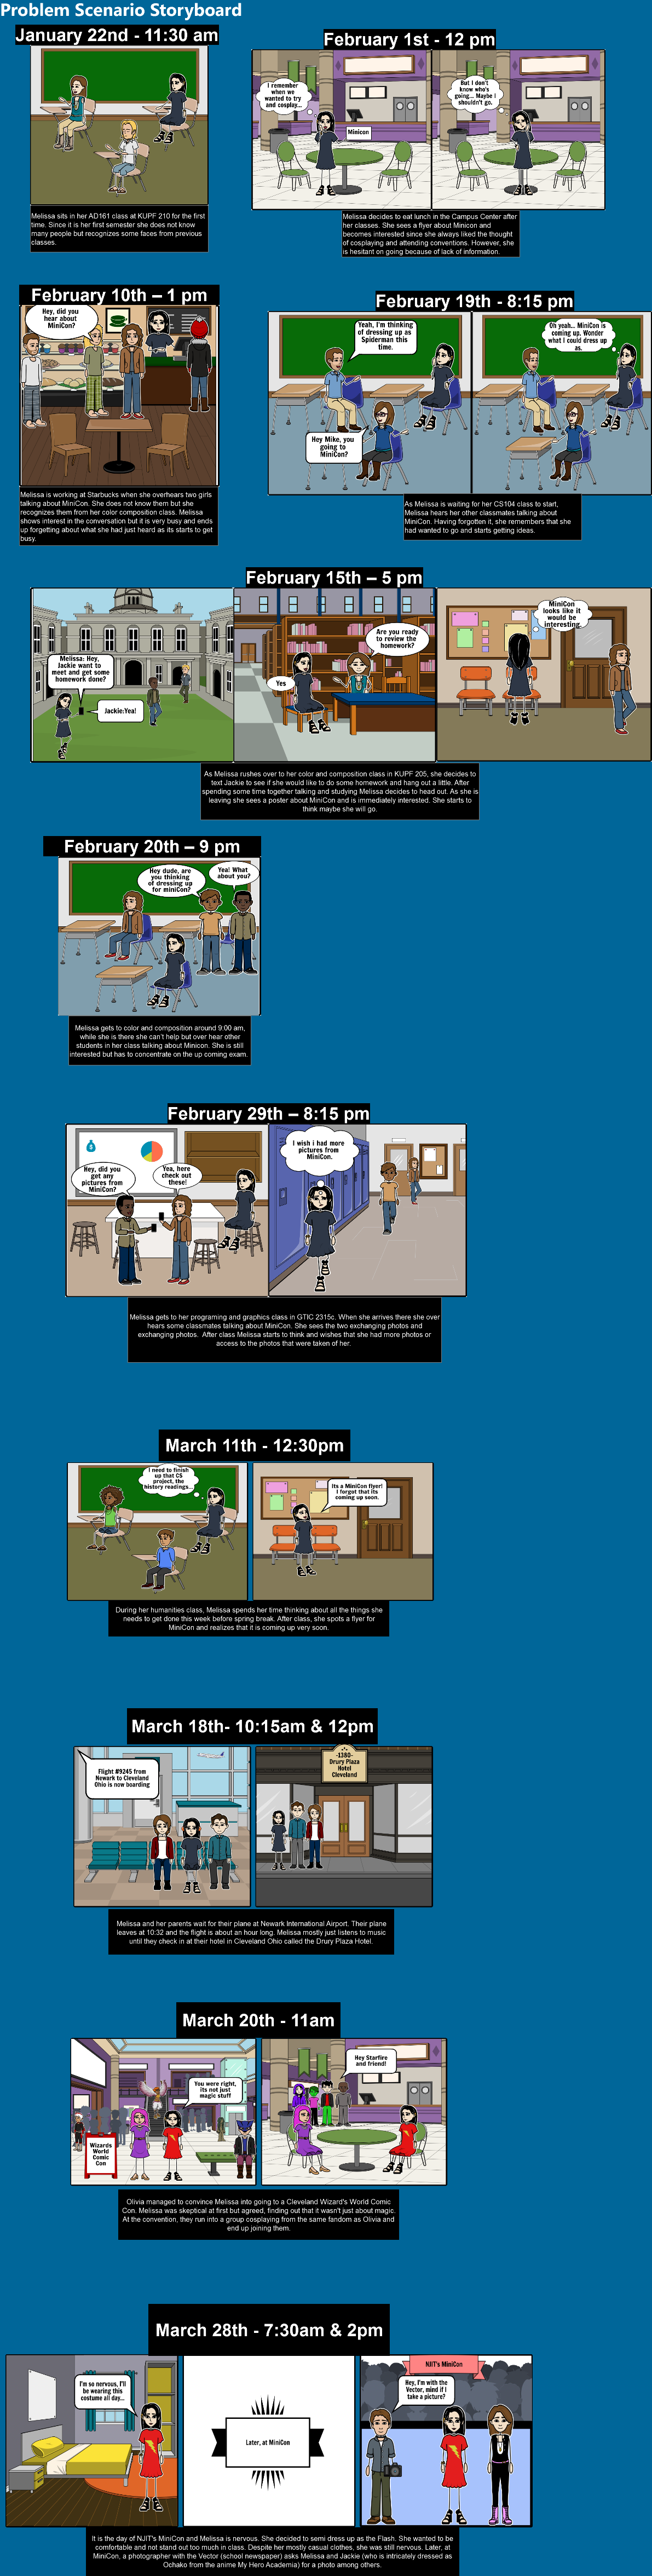 Problem Scenario Storyboard
January 22nd - 11:30 am
Melissa sits in her AD161 class at KUPF 210 for the first
time. Since it is her first semester she does not know
many people but recognizes some faces from previous
classes.
February 1st - 12 pm
I remember
when we
wanted to try
and cosplay...
Minicon
But I don't
know who's
going... Maybe I
shouldn't go.
Melissa decides to eat lunch in the Campus Center after
her classes. She sees a flyer about Minicon and
becomes interested since she always liked the thought
of cosplaying and attending conventions. However, she
is hesitant on going because of lack of information.
February 10th – 1 pm
Hey, did you
hear about
MiniCon?
Melissa is working at Starbucks when she overhears two girls
talking about MiniCon. She does not know them but she
recognizes them from her color composition class. Melissa
shows interest in the conversation but it is very busy and ends
up forgetting about what she had just heard as its starts to get
busy.
February 19th - 8:15 pm
Yeah, I'm thinking
of dressing up as
Spiderman this
time.
Hey Mike, you
going to
MiniCon?
Oh yeah... MiniCon is
coming up. Wonder
what I could dress up
as.
As Melissa is waiting for her CS104 class to start,
Melissa hears her other classmates talking about
MiniCon. Having forgotten it, she remembers that she
had wanted to go and starts getting ideas.
February 15th – 5 pm
Melissa: Hey,
Jackie want to
meet and get some
homework done?
Jackie:Yea!
Are you ready
to review the
homework?
Yes
MiniCon
looks like it
would be
interesting.
As Melissa rushes over to her color and composition class in KUPF 205, she decides to
text Jackie to see if she would like to do some homework and hang out a little. After
spending some time together talking and studying Melissa decides to head out. As she is
leaving she sees a poster about MiniCon and is immediately interested. She starts to
think maybe she will go.
February 20th – 9 pm
Hey dude, are
you thinking
of dressing up
for miniCon?
Yea! What
about you?
Melissa gets to color and composition around 9:00 am,
while she is there she can't help but over hear other
students in her class talking about Minicon. She is still
interested but has to concentrate on the up coming exam.
February 29th – 8:15 pm
Hey, did you
get any
pictures from
MiniCon?
Yea, here
check out
these!
I wish i had more
pictures from
MiniCon.
Melissa gets to her programing and graphics class in GTIC 2315c. When she arrives there she over
hears some classmates talking about MiniCon. She sees the two exchanging photos and
exchanging photos. After class Melissa starts to think and wishes that she had more photos or
access to the photos that were taken of her.
March 11th - 12:30pm
I need to finish
up that CS
project, the
history readings...
Its a MiniCon flyer!
I forgot that its
coming up soon.
During her humanities class, Melissa spends her time thinking about all the things she
needs to get done this week before spring break. After class, she spots a flyer for
MiniCon and realizes that it is coming up very soon.
March 18th- 10:15am & 12pm
Flight #9245 from
Newark to Cleveland
Ohio is now boarding
-1380-
Drury Plaza
Hotel
Cleveland
Melissa and her parents wait for their plane at Newark International Airport. Their plane
leaves at 10:32 and the flight is about an hour long. Melissa mostly just listens to music
until they check in at their hotel in Cleveland Ohio called the Drury Plaza Hotel.
March 20th - 11am
You were right,
its not just
magic stuff
Wizards
World
Comic
Con
Hey Starfire
and friend!
Olivia managed to convince Melissa into going to a Cleveland Wizard's World Comic
Con. Melissa was skeptical at first but agreed, finding out that it wasn't just about magic.
At the convention, they run into a group cosplaying from the same fandom as Olivia and
end up joining them.
March 28th - 7:30am & 2pm
I'm so nervous, I'll
be wearing this
costume all day...
Later, at MiniCon
NJIT's MiniCon
Hey, I'm with the
Vector, mind if I
take a picture?
It is the day of NJIT's MiniCon and Melissa is nervous. She decided to semi dress up as the Flash. She wanted to be
comfortable and not stand out too much in class. Despite her mostly casual clothes, she was still nervous. Later, at
MiniCon, a photographer with the Vector (school newspaper) asks Melissa and Jackie (who is intricately dressed as
Ochako from the anime My Hero Academia) for a photo among others.